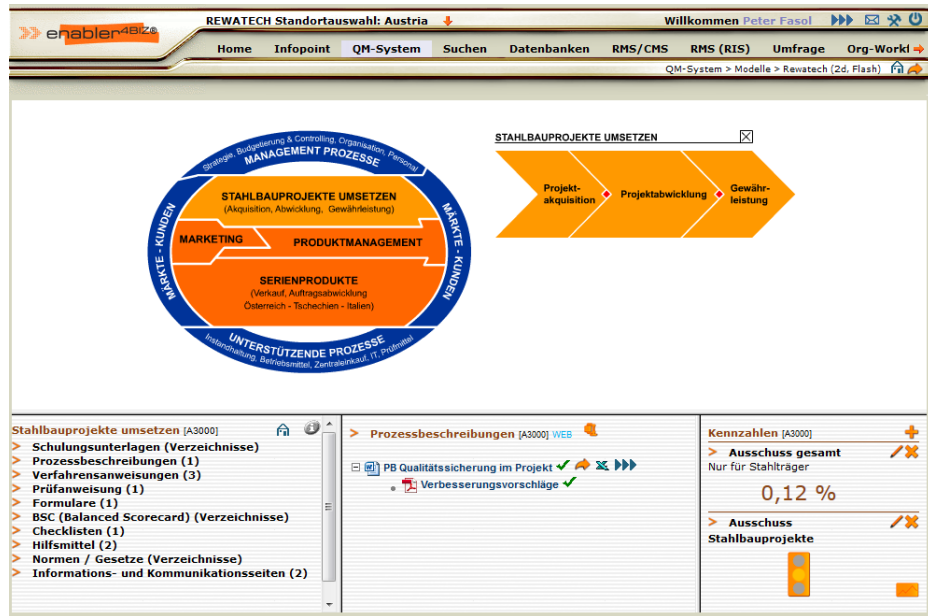 REWATECH Standortauswahl: Austria
Willkommen Peter Fasol
enabler4BIZ®
Home Infopoint QM-System Suchen Datenbanken RMS/CMS RMS (RIS) Umfrage Org-Workl
QM-System > Modelle > Rewatech (2d, Flash)
Strategie, Budgetierung & Controlling, Organisation, Personal
MANAGEMENT PROZESSE
MÄRKTE - KUNDEN
STAHLBAUPROJEKTE UMSETZEN
(Akquisition, Abwicklung, Gewährleistung)
MARKETING
PRODUKTMANAGEMENT
SERIENPRODUKTE
(Verkauf, Auftragsabwicklung
Österreich - Tschechien - Italien)
MÄRKTE - KUNDEN
UNTERSTÜTZENDE PROZESSE
Instandhaltung, Betriebsmittel, Zentraleinkauf, IT, Prüfmittel
STAHLBAUPROJEKTE UMSETZEN
Projekt-
akquisition
Projektabwicklung
Gewähr-
leistung
Stahlbauprojekte umsetzen [A3000]
> Schulungsunterlagen (Verzeichnisse)
> Prozessbeschreibungen (1)
> Verfahrensanweisungen (3)
> Prüfanweisung (1)
> Formulare (1)
> BSC (Balanced Scorecard) (Verzeichnisse)
> Checklisten (1)
> Hilfsmittel (2)
> Normen / Gesetze (Verzeichnisse)
> Informations- und Kommunikationsseiten (2)
> Prozessbeschreibungen [A3000] WEB
PB Qualitätssicherung im Projekt
Verbesserungsvorschläge
Kennzahlen [A3000]
> Ausschuss gesamt
Nur für Stahlträger
0,12 %
> Ausschuss
Stahlbauprojekte